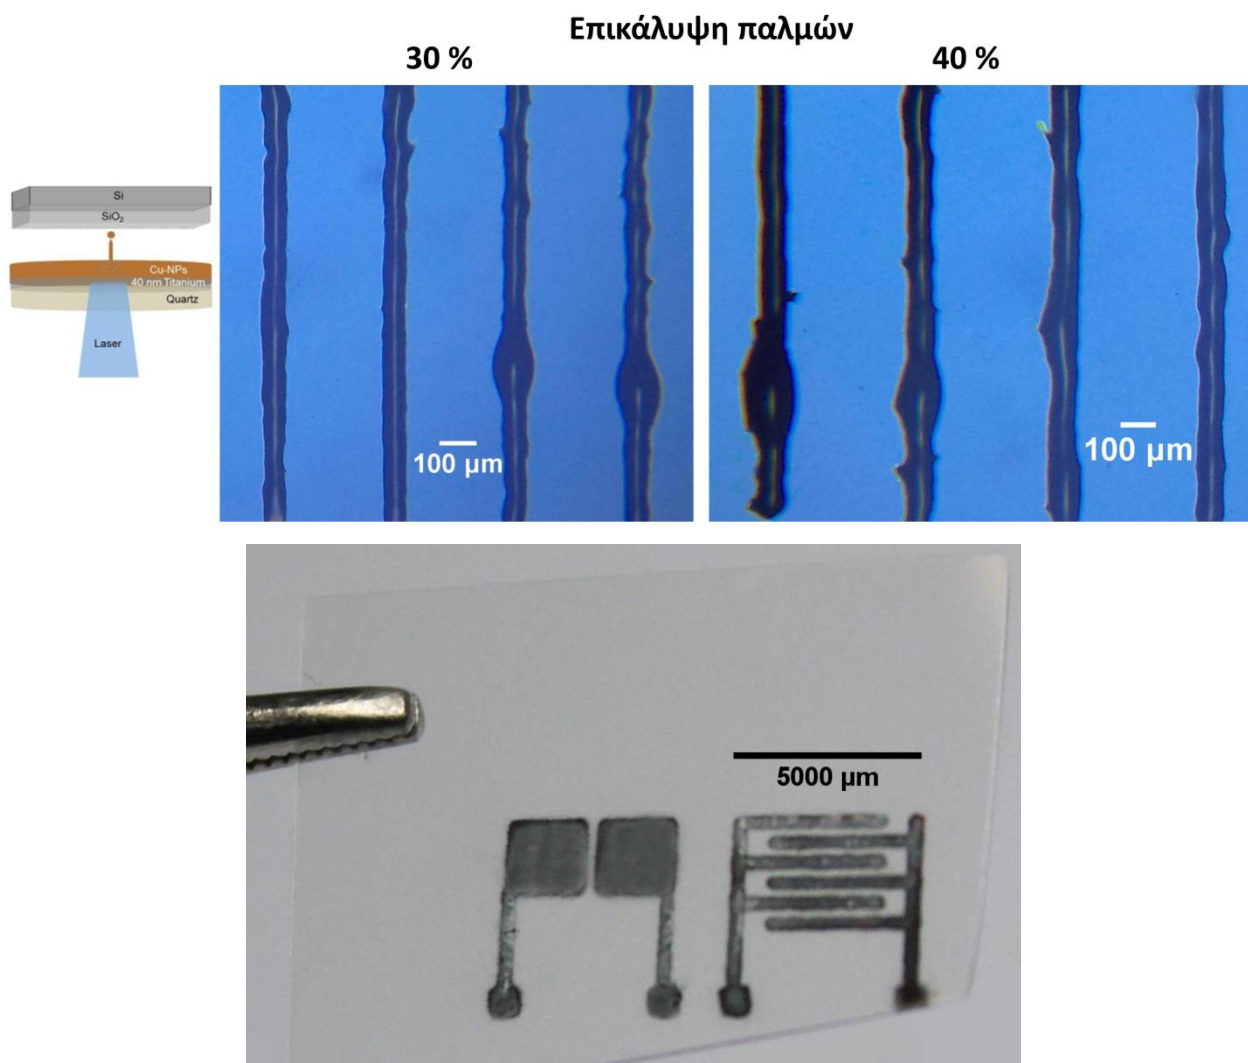 Επικάλυψη παλμών
30 %
40 %
Si
SiO₂
Cu-NPs
40 nm Titanium
Quartz
Laser
100 μm
100 μm
5000 μm